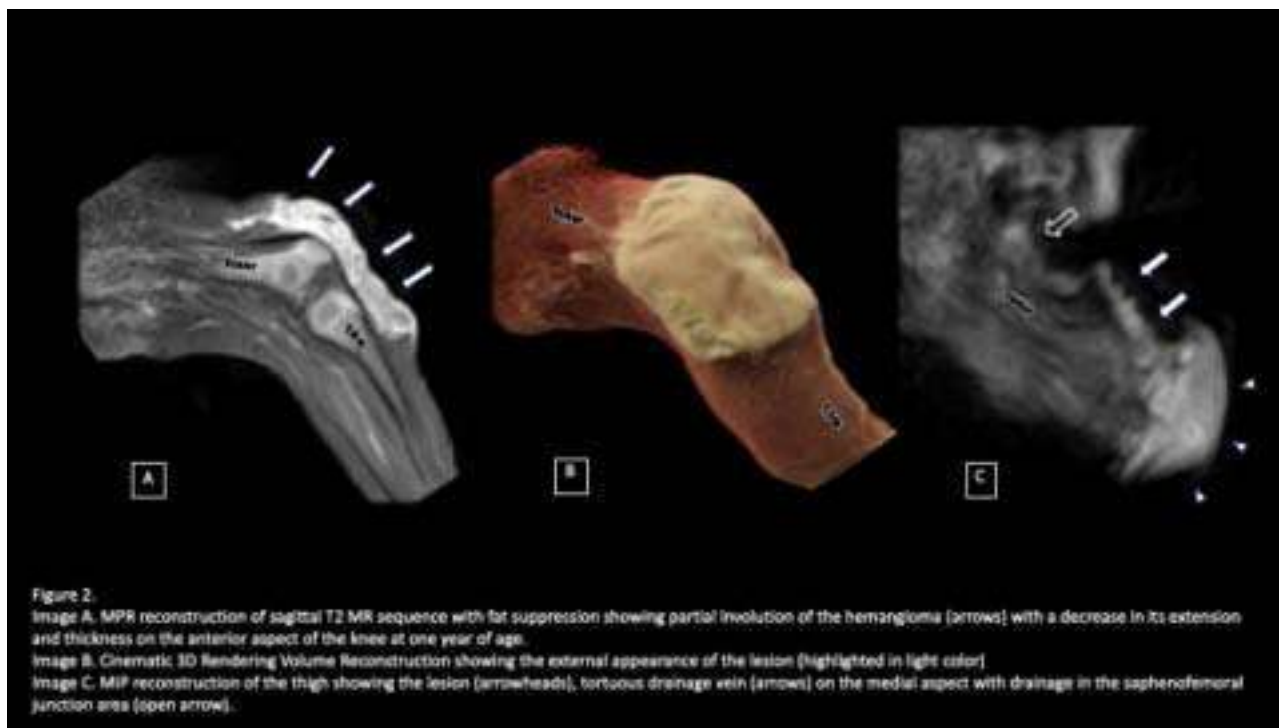 A
B
C
Figure 2.
Image A. MPR reconstruction of sagittal T2 MR sequence with fat suppression showing partial involution of the hemangioma (arrows) with a decrease in its extension
and thickness on the anterior aspect of the knee at one year of age.
Image B. Cinematic 3D Rendering Volume Reconstruction showing the external appearance of the lesion (highlighted in light color)
Image C. MIP reconstruction of the thigh showing the lesion (arrowheads), tortuous drainage vein (arrows) on the medial aspect with drainage in the saphenofemoral
junction area (open arrow).